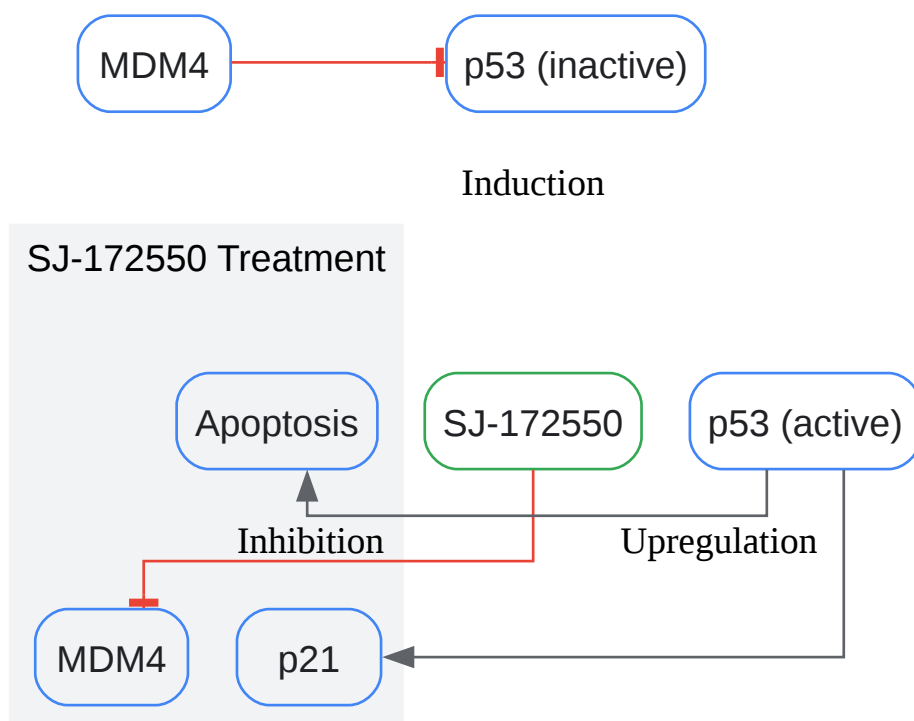 MDM4
p53 (inactive)
Induction
SJ-172550 Treatment
Apoptosis
SJ-172550
p53 (active)
Inhibition
Upregulation
MDM4
p21